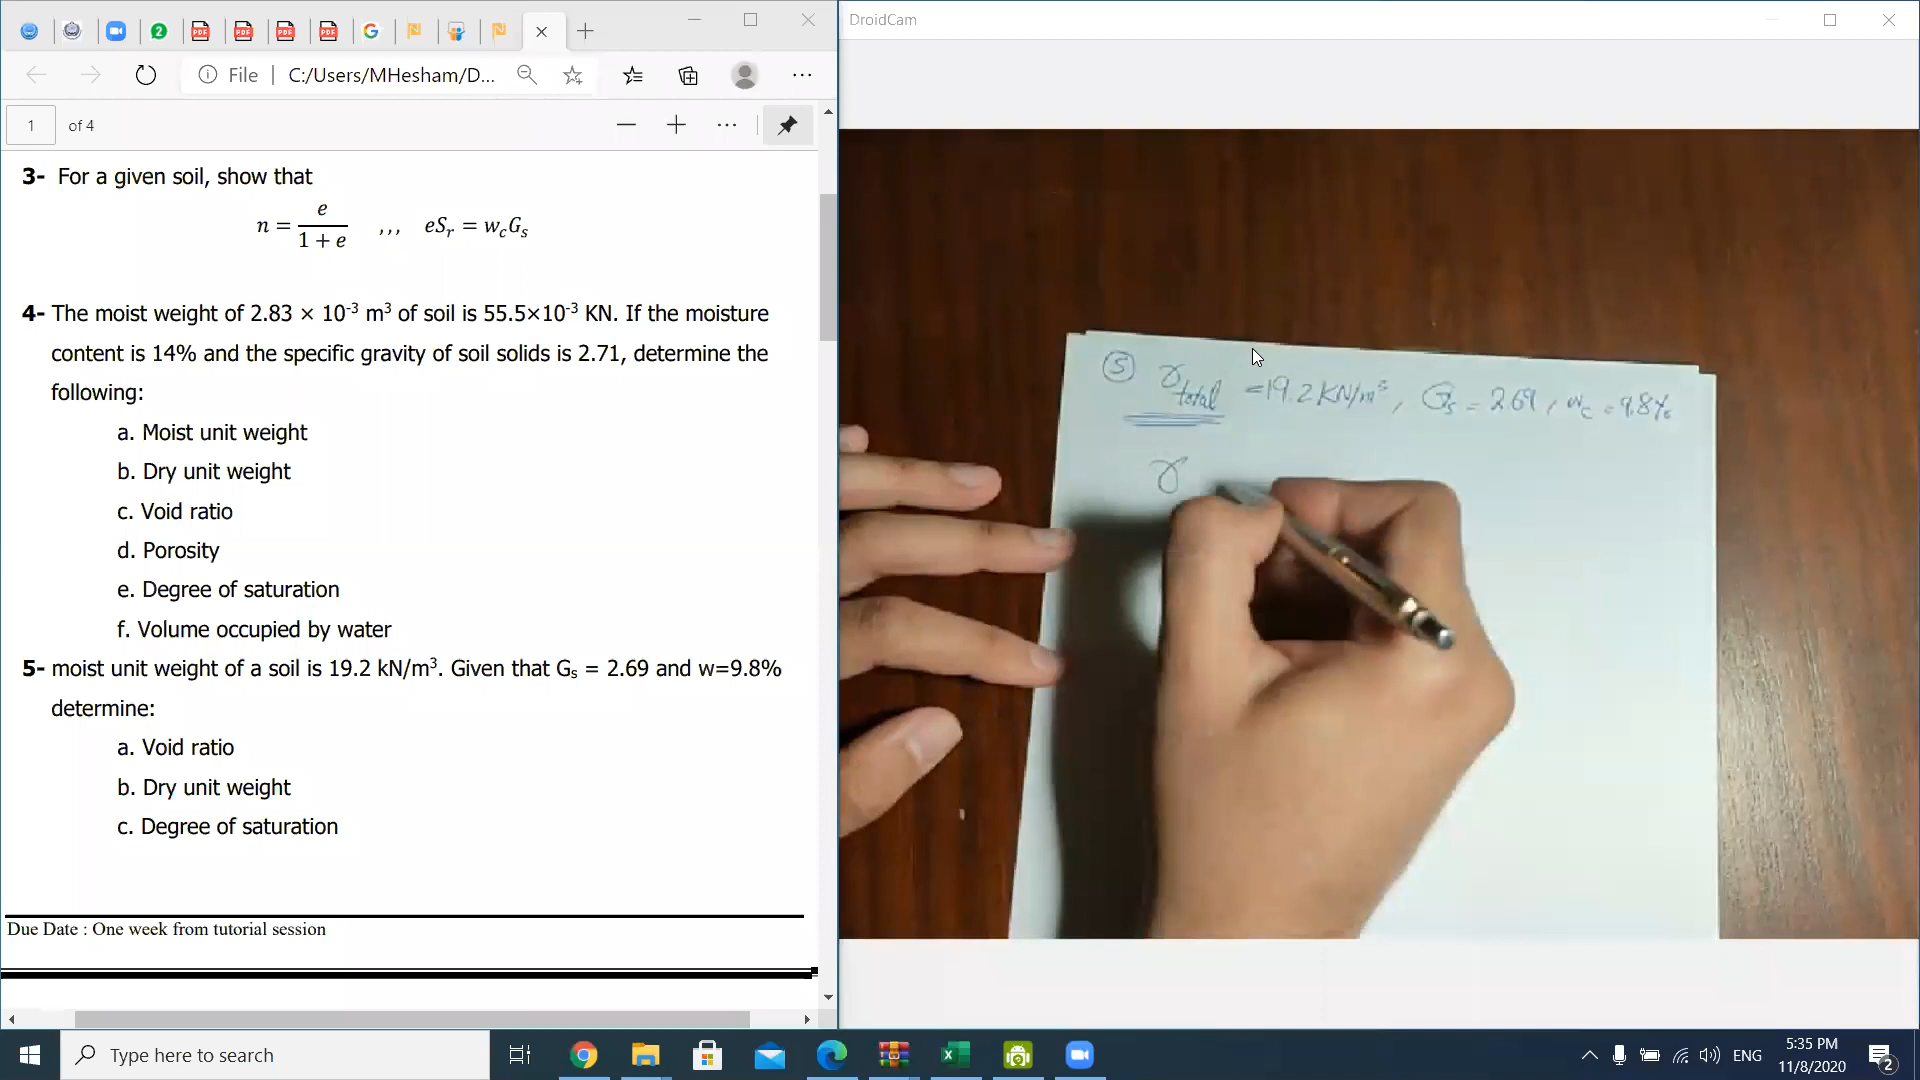 DroidCam
2
File
C:/Users/MHesham/D...
1
of 4
3- For a given soil, show that
n = e / 1 + e ,,, eSr = wcGs
4- The moist weight of 2.83 × 10-3 m3 of soil is 55.5×10-3 KN. If the moisture
content is 14% and the specific gravity of soil solids is 2.71, determine the
following:
a. Moist unit weight
b. Dry unit weight
c. Void ratio
d. Porosity
e. Degree of saturation
f. Volume occupied by water
5- moist unit weight of a soil is 19.2 kN/m3. Given that Gs = 2.69 and w=9.8%
determine:
a. Void ratio
b. Dry unit weight
c. Degree of saturation
Due Date : One week from tutorial session
⑤ γtotal = 19.2 KN/m3, Gs = 2.69, wc = 9.8%
γ
Type here to search
ENG
5:35 PM
11/8/2020
2